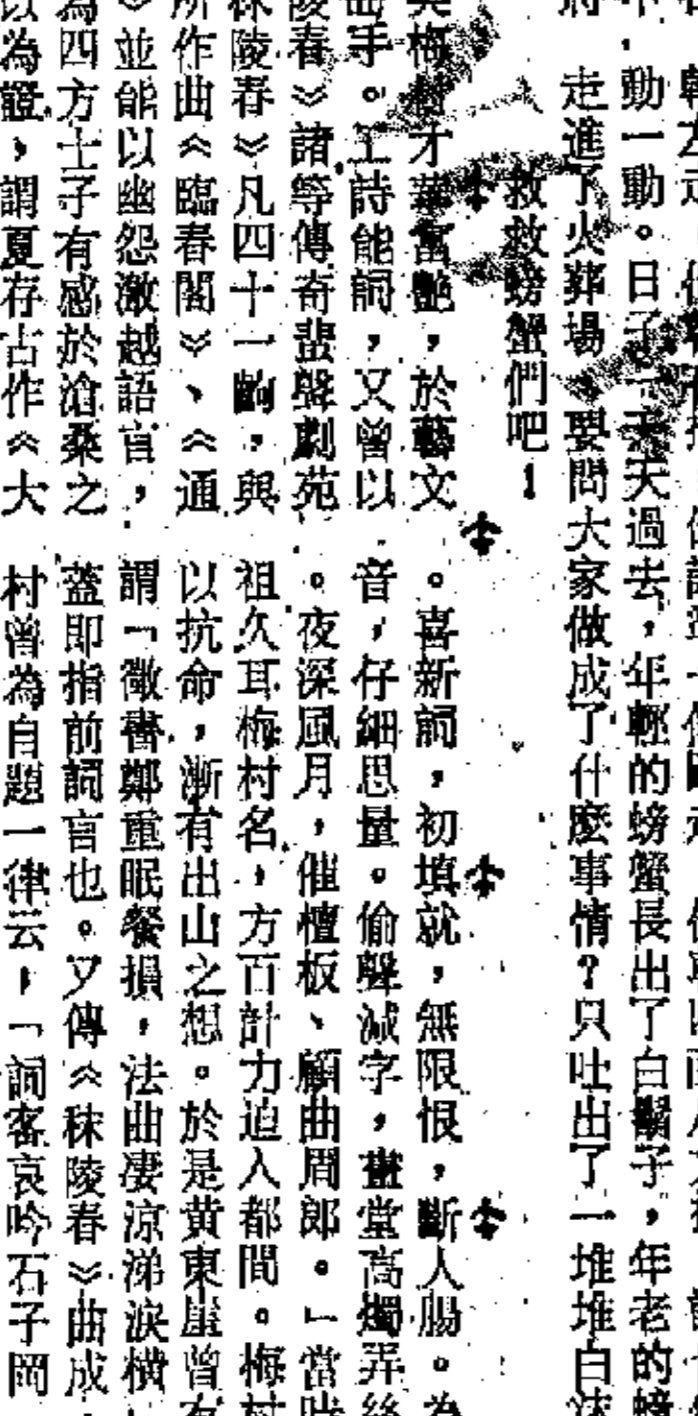 ，動一動。日子一天天過去，年輕的螃蟹長出了白鬍子，年老的螃
走進了火葬場。要問大家做成了什麼事情？只吐出了一堆堆白沫
救救螃蟹們吧！
梅村才華富艷，於藝文
曲手。工詩能詞，又曾以
陵春》諸等傳奇蜚聲劇苑
秣陵春》凡四十一齣，與
所作曲《臨春閣》、《通
》並能以幽怨激越語言，
為四方士子有感於滄桑之
以為證，謂夏存古作《大
。喜新詞，初填就，無限恨，斷人腸。為
音，仔細思量。偷聲減字，畫堂高燭弄絲
。夜深風月，催檀板、顧曲周郎。」當時
祖久耳梅村名，方百計力迫入都間。梅村
以抗命，漸有出山之想。於是黃東崖曾有
謂「徵書鄭重眠餐損，法曲凄涼涕淚橫
蓋即指前詞言也。又傳《秣陵春》曲成
村曾為自題一律云，「詞客哀吟石子岡